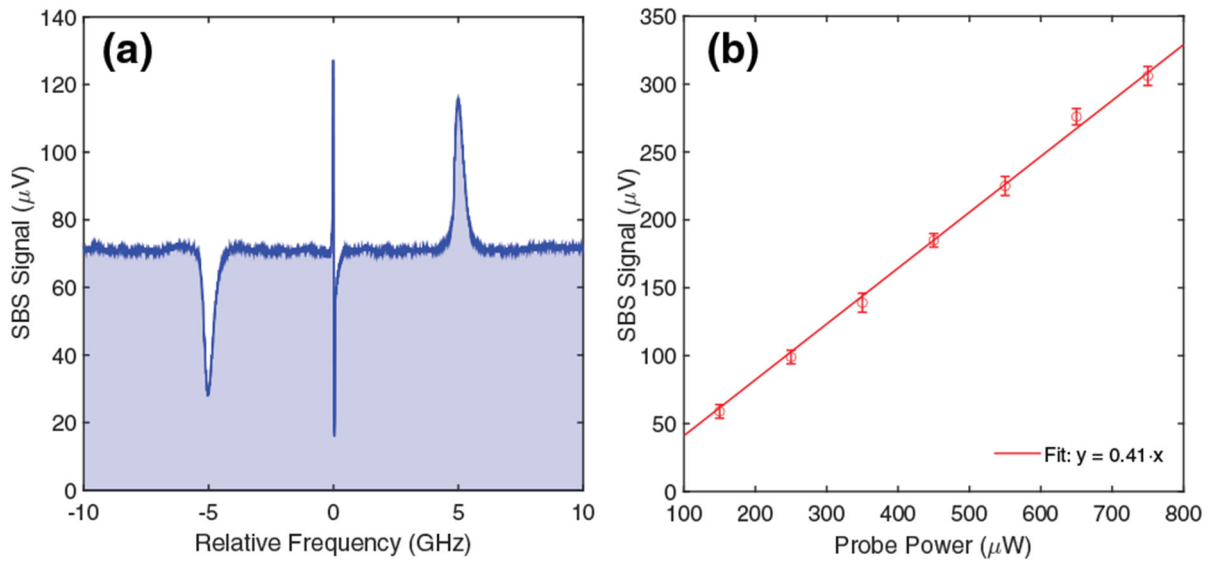 (a)
140
120
100
80
60
40
20
0
SBS Signal (μV)
-10 -5 0 5 10
Relative Frequency (GHz)
(b)
350
300
250
200
150
100
50
0
SBS Signal (μV)
Fit: y = 0.41·x
100 200 300 400 500 600 700 800
Probe Power (μW)